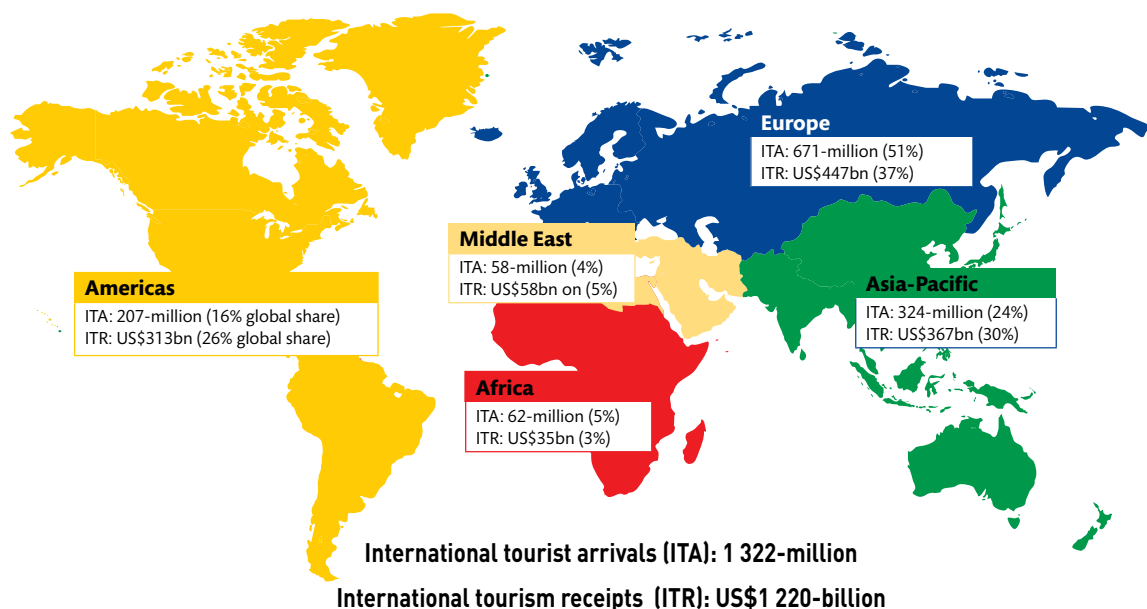 Europe
ITA: 671-million (51%)
ITR: US$447bn (37%)
Middle East
ITA: 58-million (4%)
ITR: US$58bn on (5%)
Americas
ITA: 207-million (16% global share)
ITR: US$313bn (26% global share)
Asia-Pacific
ITA: 324-million (24%)
ITR: US$367bn (30%)
Africa
ITA: 62-million (5%)
ITR: US$35bn (3%)
International tourist arrivals (ITA): 1 322-million
International tourism receipts (ITR): US$1 220-billion